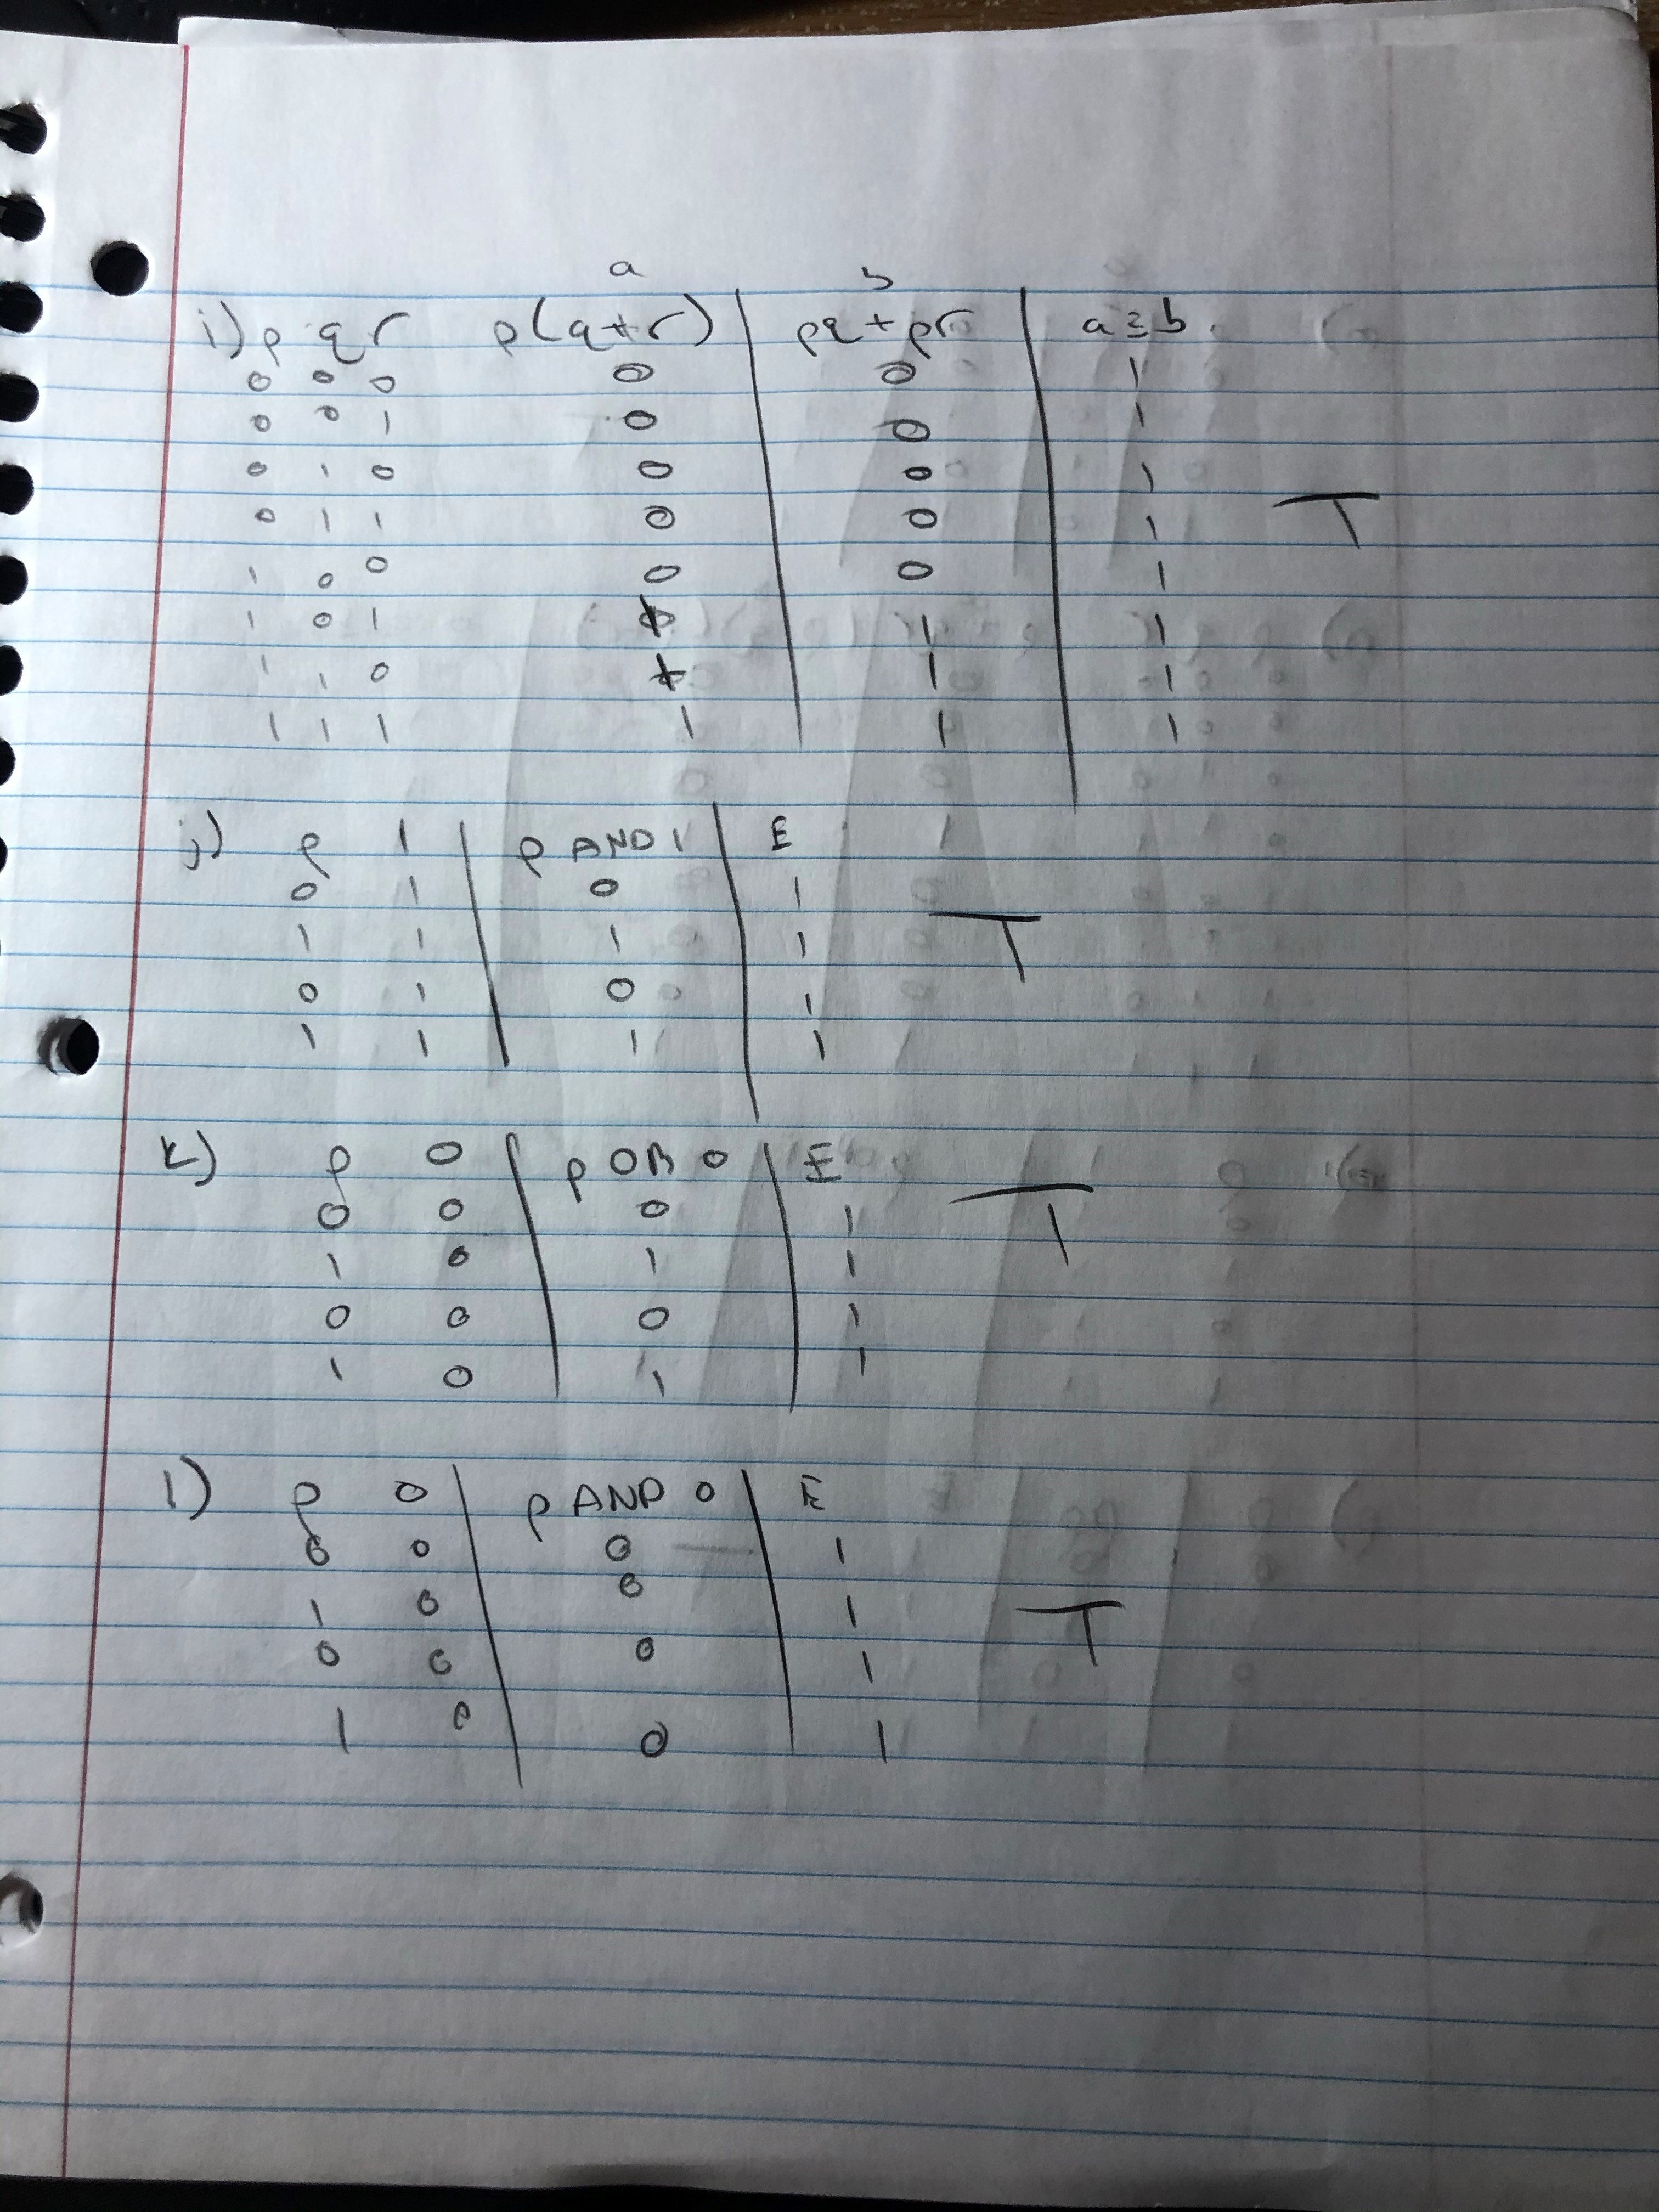 a b
i) p q r p(q+r) pq + pr a ≡ b
0 0 0 0 0 1
0 0 1 0 0 1
0 1 0 0 0 1
0 1 1 0 0 1 T
1 0 0 0 0 1
1 0 1 1 1 1
1 1 0 1 1 1
1 1 1 1 1 1
j) p 1 p AND 1 E
0 1 0 1
1 1 1 1 T
0 1 0 1
1 1 1 1
k) p 0 p OR 0 E
0 0 0 1 T
1 0 1 1
0 0 0 1
1 0 1 1
l) p 0 p AND 0 E
0 0 0 1
1 0 0 1 T
0 0 0 1
1 0 0 1